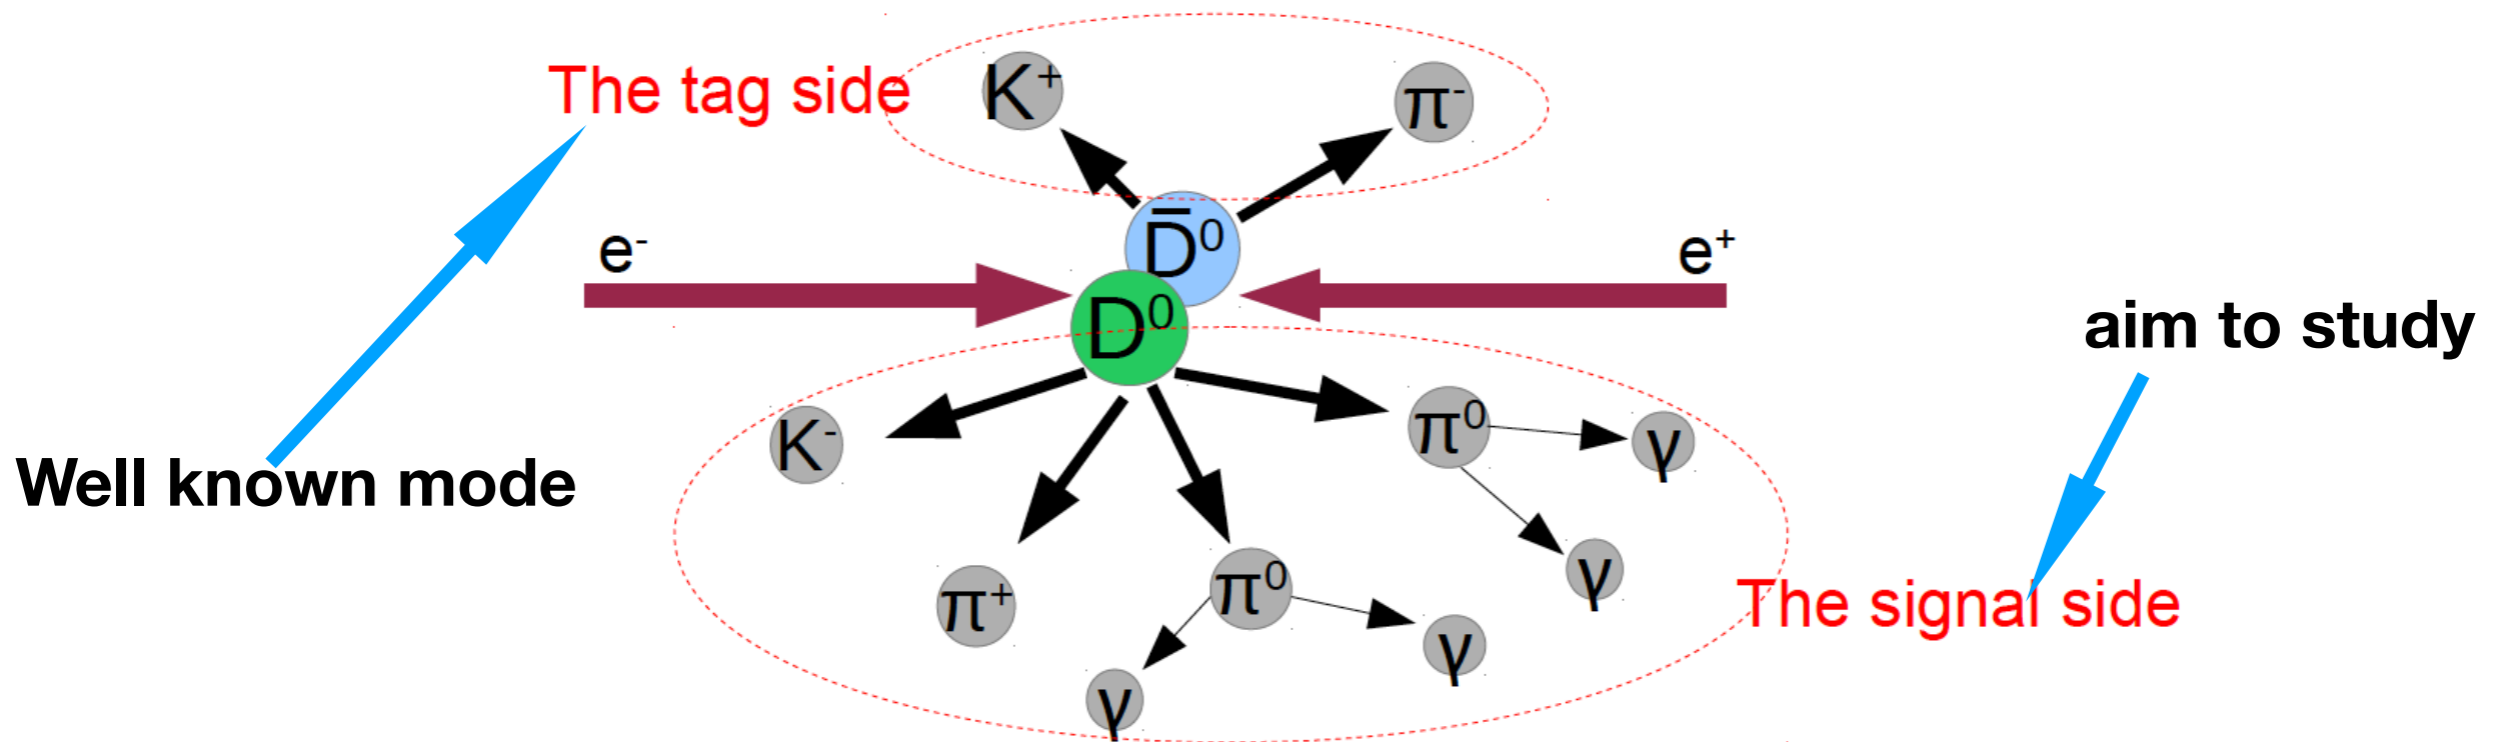 The tag side
K⁺
π⁻
D̄⁰
e⁻
e⁺
D⁰
aim to study
K⁻
π⁰
γ
Well known mode
π⁺
π⁰
γ
The signal side
γ
γ